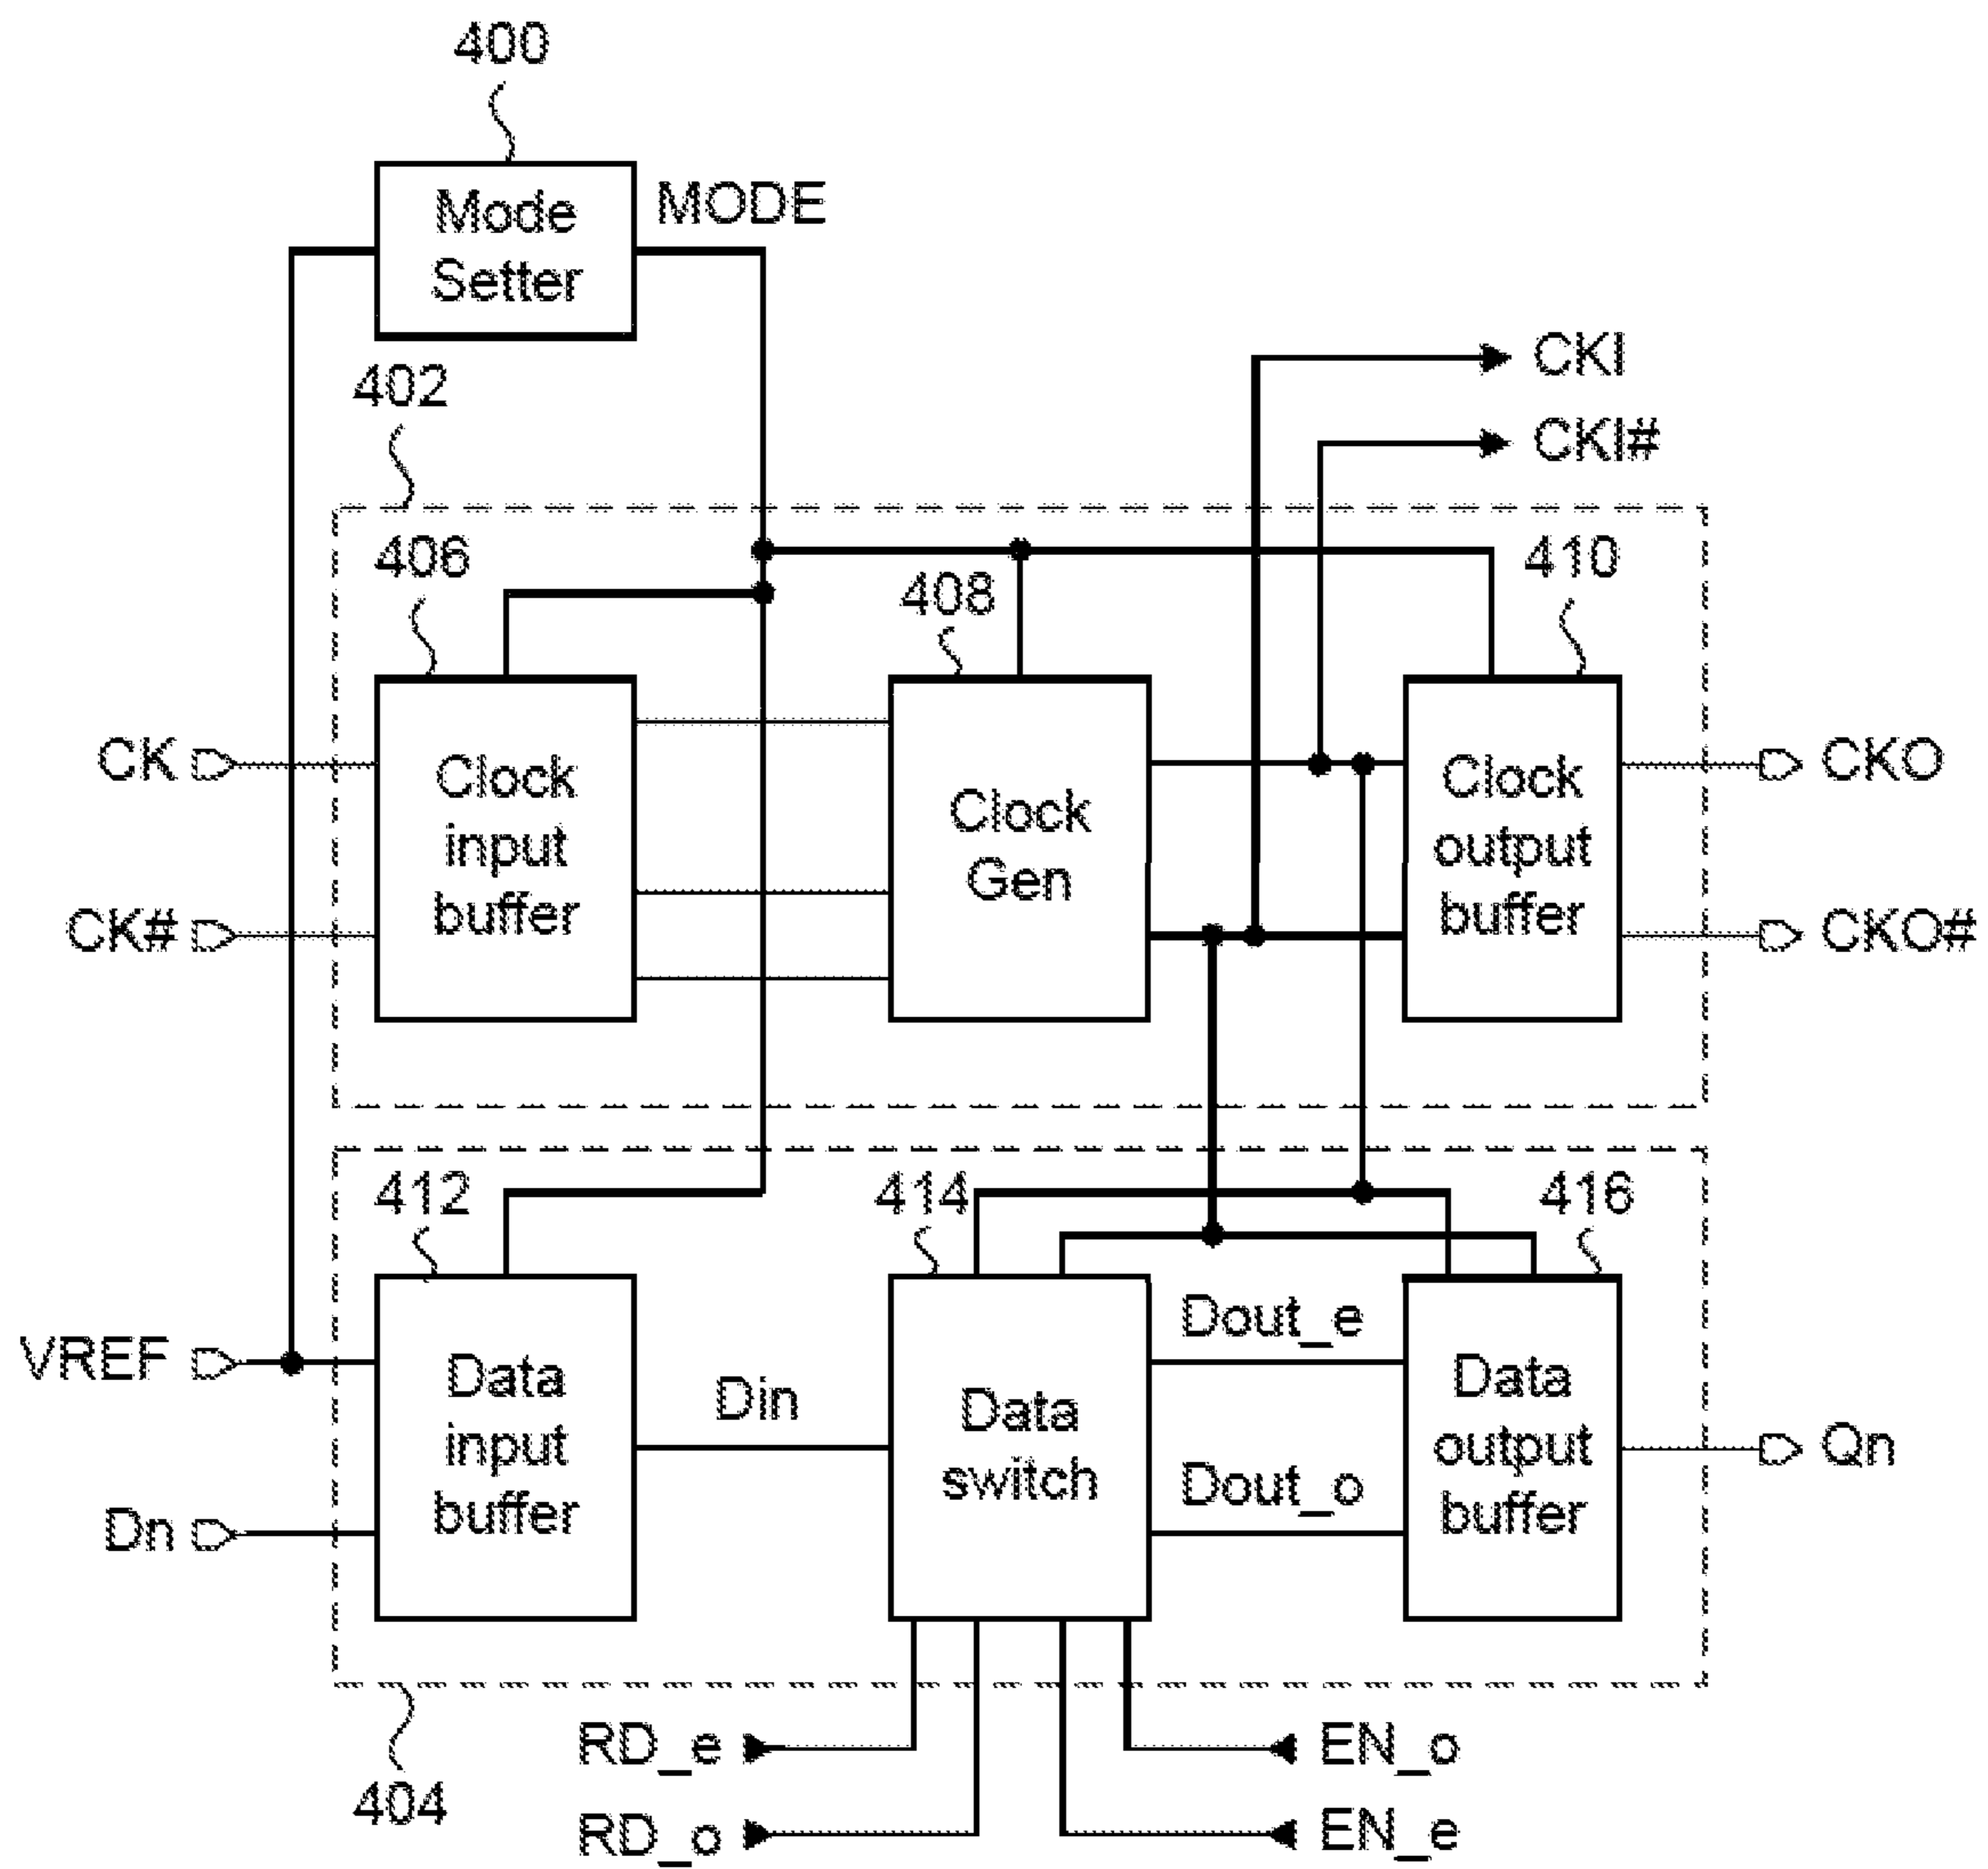 400
Mode
Setter
MODE
CKI
402
CKI#
406
408
410
CK
Clock
input
buffer
Clock
Gen
Clock
output
buffer
CKO
CK#
CKO#
412
414
416
VREF
Data
input
buffer
Din
Data
switch
Dout_e
Dout_o
Data
output
buffer
Qn
Dn
RD_e
EN_o
404
RD_o
EN_e